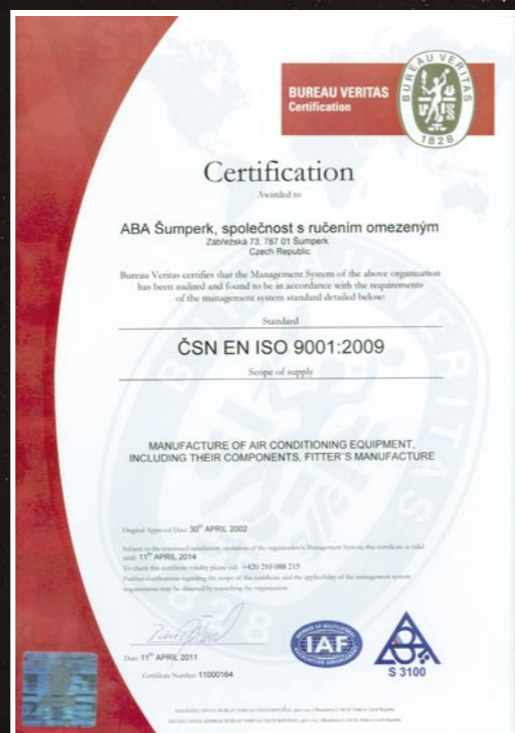 BUREAU VERITAS
Certification
BUREAU VERITAS
1828
Certification
Awarded to
ABA Šumperk, společnost s ručením omezeným
Zábřežská 73, 787 01 Šumperk
Czech Republic
Bureau Veritas certifies that the Management System of the above organisation
has been audited and found to be in accordance with the requirements
of the management system standard detailed below:
Standard
ČSN EN ISO 9001:2009
Scope of supply
MANUFACTURE OF AIR CONDITIONING EQUIPMENT,
INCLUDING THEIR COMPONENTS, FITTER´S MANUFACTURE
Original Approval Date: 30th APRIL 2002
Subject to the continued satisfactory operation of the organisation's Management System, this certificate is valid
until: 11th APRIL 2014
To check this certificate validity please call: +420 210 088 215
Further clarifications regarding the scope of this certificate and the applicability of the management system
requirements may be obtained by consulting the organisation
Date: 11th APRIL 2011
Certificate Number: 11000164
IAF
S 3100